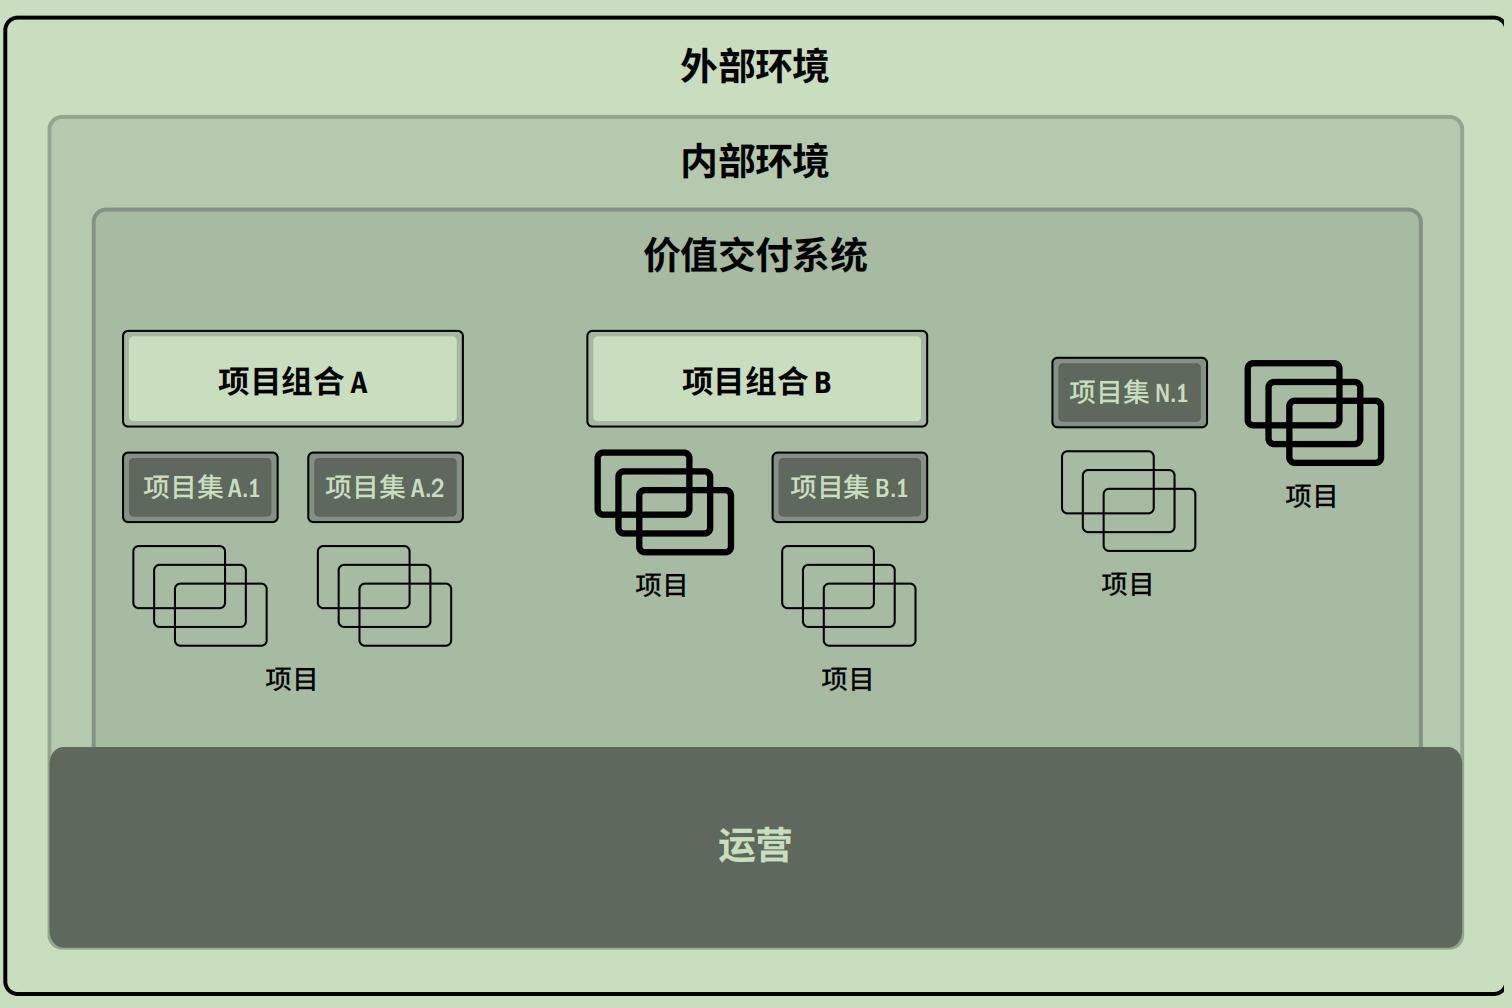 外部环境
内部环境
价值交付系统
项目组合 A
项目组合 B
项目集 N.1
项目集 A.1
项目集 A.2
项目集 B.1
项目
项目
项目
项目
项目
运营